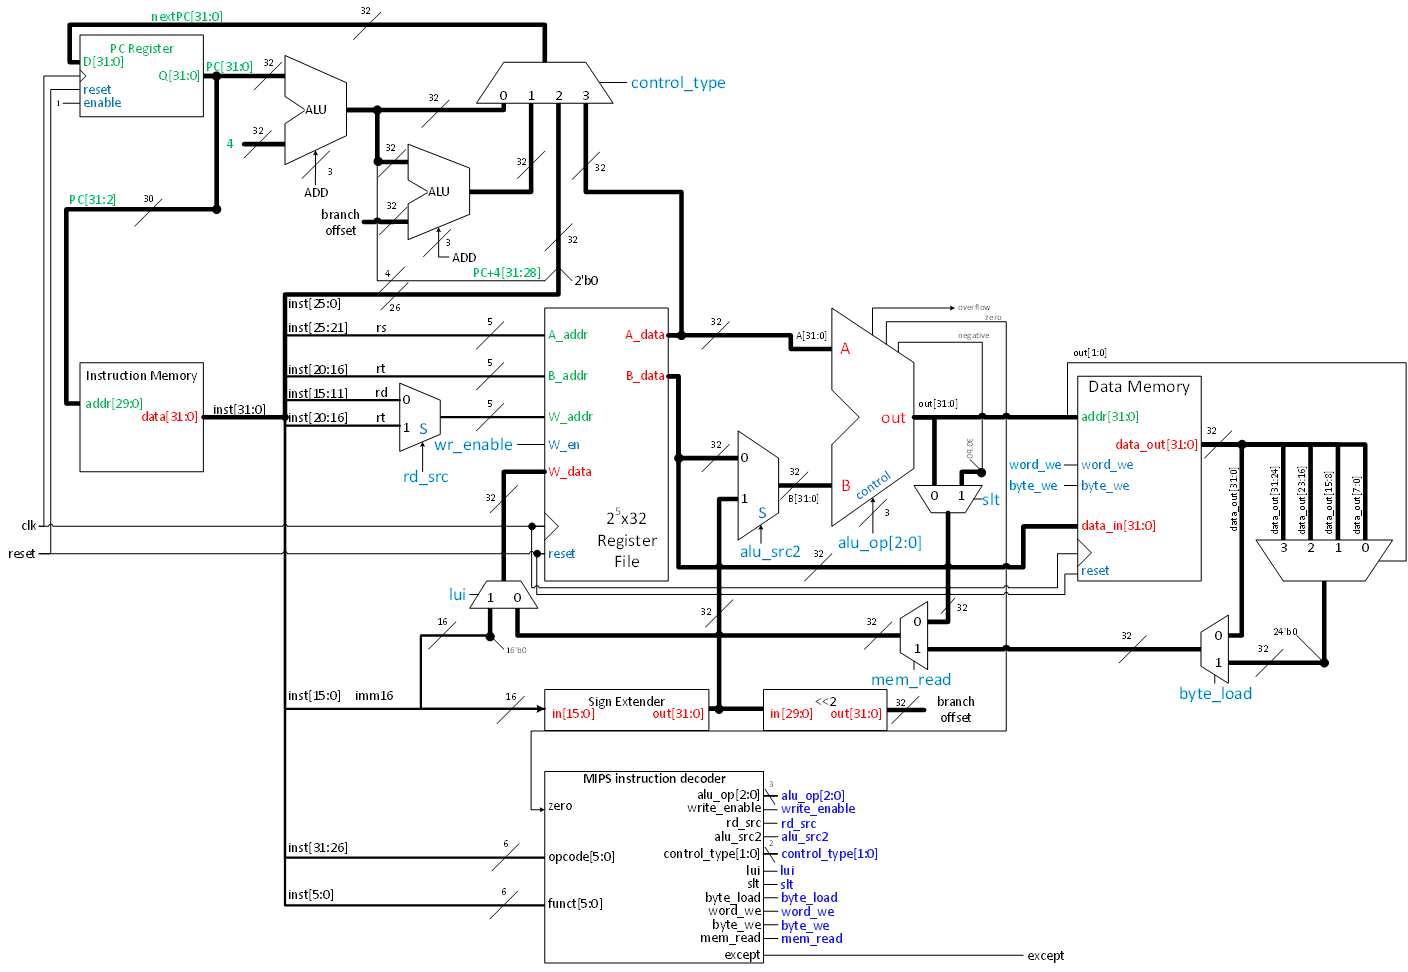 nextPC[31:0]
32
PC Register
D[31:0]
Q[31:0]
reset
enable
1
PC[31:0]
32
ALU
4
32
3
ADD
32
0 1 2 3
control_type
32
ALU
32
branch
offset
3
ADD
32
32
32
PC[31:2]
30
4
PC+4[31:28]
2'b0
26
inst[25:0]
inst[25:21] rs
5
inst[20:16] rt
5
inst[15:11] rd
inst[20:16] rt
0
1
S
rd_src
5
wr_enable
Instruction Memory
addr[29:0]
data[31:0]
inst[31:0]
A_addr
B_addr
W_addr
W_en
W_data
A_data
B_data
2⁵x32
Register
File
reset
32
clk
reset
lui
1 0
16
16'b0
32
A[31:0]
A
B
out
control
3
alu_op[2:0]
overflow
zero
negative
out[31:0]
32
0
1
S
alu_src2
32
B[31:0]
32
0 1
slt
out[1:0]
Data Memory
addr[31:0]
data_out[31:0]
word_we
word_we
byte_we
byte_we
data_in[31:0]
reset
32
data_out[31:0]
data_out[31:24]
data_out[23:16]
data_out[15:8]
data_out[7:0]
3 2 1 0
24'b0
32
0
1
byte_load
32
32
0
1
mem_read
32
32
inst[15:0] imm16
16
Sign Extender
in[15:0]
out[31:0]
<<2
in[29:0]
out[31:0]
32
branch
offset
MIPS instruction decoder
zero
opcode[5:0]
funct[5:0]
inst[31:26]
6
inst[5:0]
6
alu_op[2:0]
3
alu_op[2:0]
write_enable
write_enable
rd_src
rd_src
alu_src2
alu_src2
control_type[1:0]
2
control_type[1:0]
lui
lui
slt
slt
byte_load
byte_load
word_we
word_we
byte_we
byte_we
mem_read
mem_read
except
except